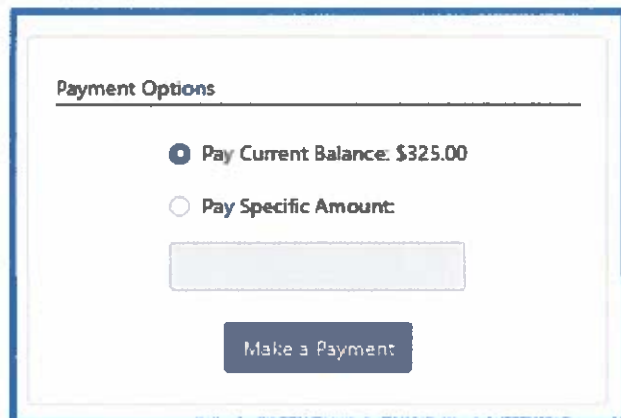 Payment Options
Pay Current Balance: $325.00
Pay Specific Amount:
Make a Payment